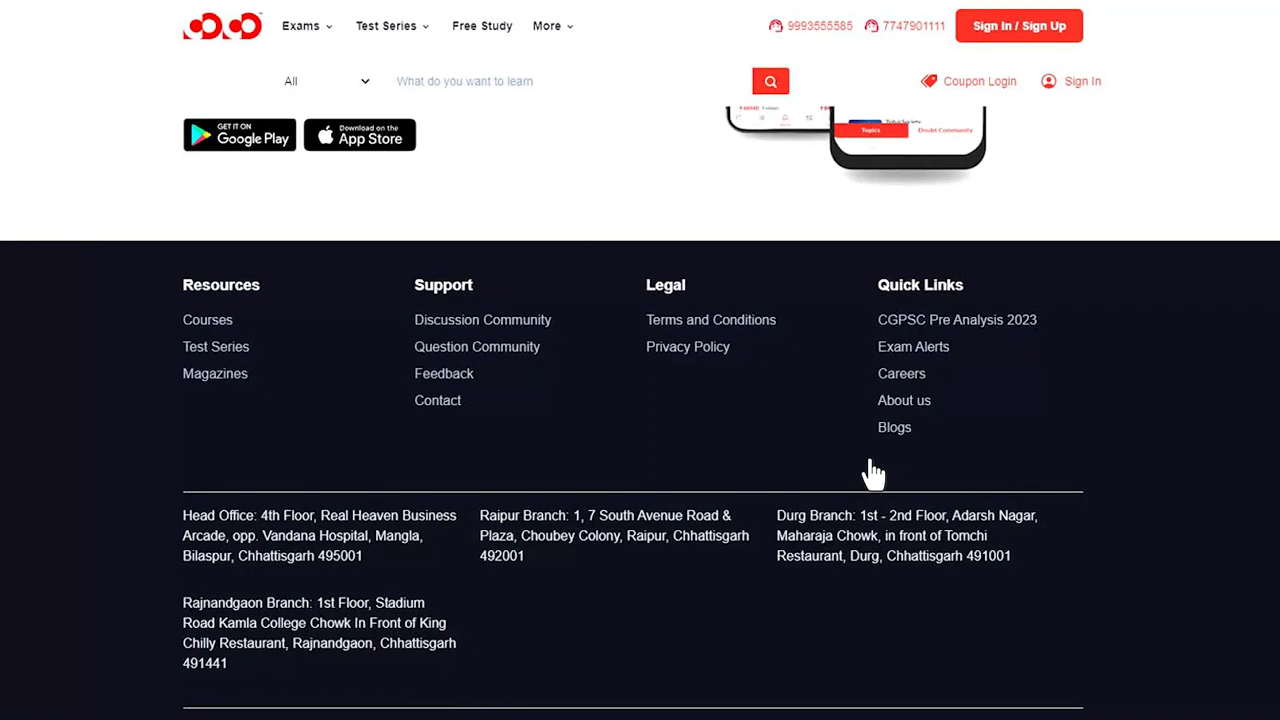 Exams Test Series Free Study More 9993555585 7747901111 Sign In / Sign Up
All What do you want to learn Coupon Login Sign In
GET IT ON Google Play Download on the App Store
Topics Doubt Community
Resources Support Legal Quick Links
Courses Discussion Community Terms and Conditions CGPSC Pre Analysis 2023
Test Series Question Community Privacy Policy Exam Alerts
Magazines Feedback Careers
Contact About us
Blogs
Head Office: 4th Floor, Real Heaven Business
Arcade, opp. Vandana Hospital, Mangla,
Bilaspur, Chhattisgarh 495001
Raipur Branch: 1, 7 South Avenue Road &
Plaza, Choubey Colony, Raipur, Chhattisgarh
492001
Durg Branch: 1st - 2nd Floor, Adarsh Nagar,
Maharaja Chowk, in front of Tomchi
Restaurant, Durg, Chhattisgarh 491001
Rajnandgaon Branch: 1st Floor, Stadium
Road Kamla College Chowk In Front of King
Chilly Restaurant, Rajnandgaon, Chhattisgarh
491441